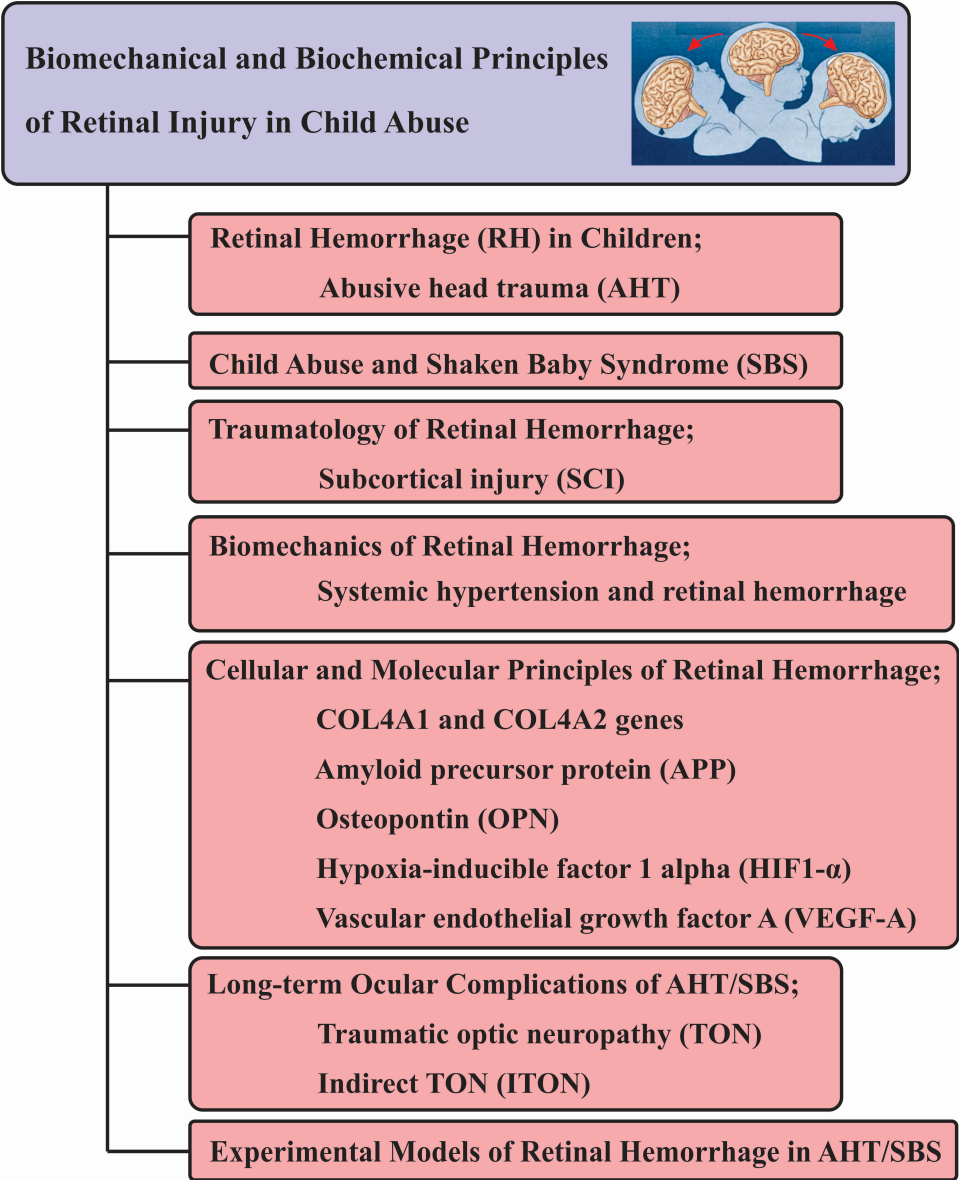 Biomechanical and Biochemical Principles
of Retinal Injury in Child Abuse
Retinal Hemorrhage (RH) in Children;
Abusive head trauma (AHT)
Child Abuse and Shaken Baby Syndrome (SBS)
Traumatology of Retinal Hemorrhage;
Subcortical injury (SCI)
Biomechanics of Retinal Hemorrhage;
Systemic hypertension and retinal hemorrhage
Cellular and Molecular Principles of Retinal Hemorrhage;
COL4A1 and COL4A2 genes
Amyloid precursor protein (APP)
Osteopontin (OPN)
Hypoxia-inducible factor 1 alpha (HIF1-α)
Vascular endothelial growth factor A (VEGF-A)
Long-term Ocular Complications of AHT/SBS;
Traumatic optic neuropathy (TON)
Indirect TON (ITON)
Experimental Models of Retinal Hemorrhage in AHT/SBS